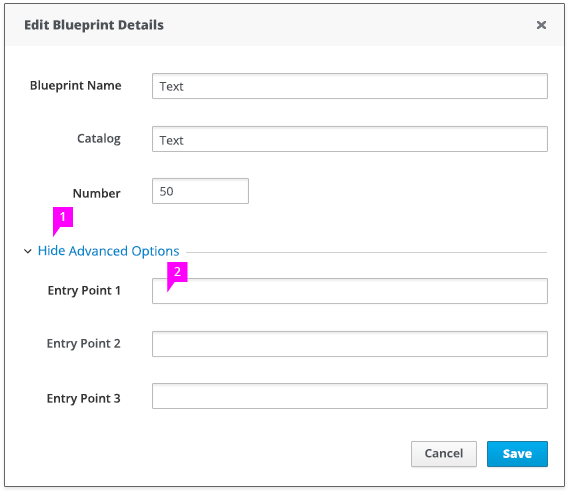 Edit Blueprint Details ×
Blueprint Name Text
Catalog Text
Number 50
1
Hide Advanced Options
2
Entry Point 1
Entry Point 2
Entry Point 3
Cancel Save